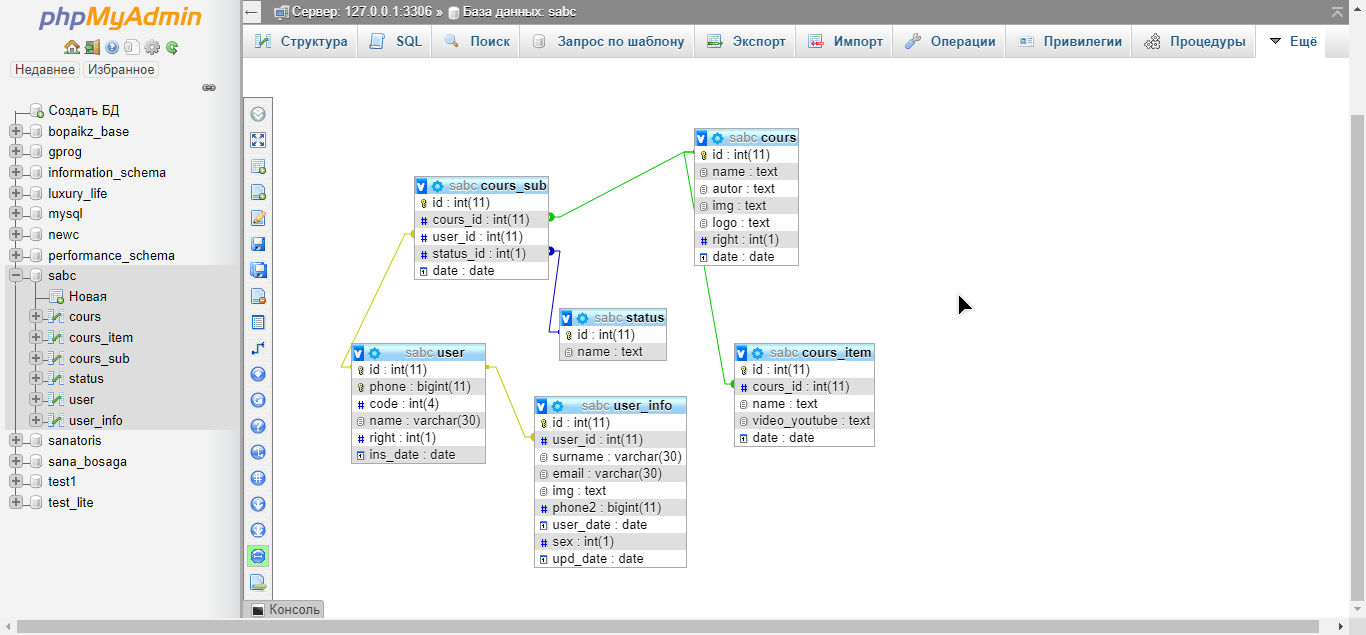 phpMyAdmin
Недавнее Избранное
Создать БД
bopaikz_base
gprog
information_schema
luxury_life
mysql
newc
performance_schema
sabc
Новая
cours
cours_item
cours_sub
status
user
user_info
sanatoris
sana_bosaga
test1
test_lite
Сервер: 127.0.0.1:3306 » База данных: sabc
Структура SQL Поиск Запрос по шаблону Экспорт Импорт Операции Привилегии Процедуры Ещё
sabc cours
id : int(11)
name : text
autor : text
img : text
logo : text
right : int(1)
date : date
sabc cours_sub
id : int(11)
cours_id : int(11)
user_id : int(11)
status_id : int(1)
date : date
sabc status
id : int(11)
name : text
sabc user
id : int(11)
phone : bigint(11)
code : int(4)
name : varchar(30)
right : int(1)
ins_date : date
sabc cours_item
id : int(11)
cours_id : int(11)
name : text
video_youtube : text
date : date
sabc user_info
id : int(11)
user_id : int(11)
surname : varchar(30)
email : varchar(30)
img : text
phone2 : bigint(11)
user_date : date
sex : int(1)
upd_date : date
Консоль